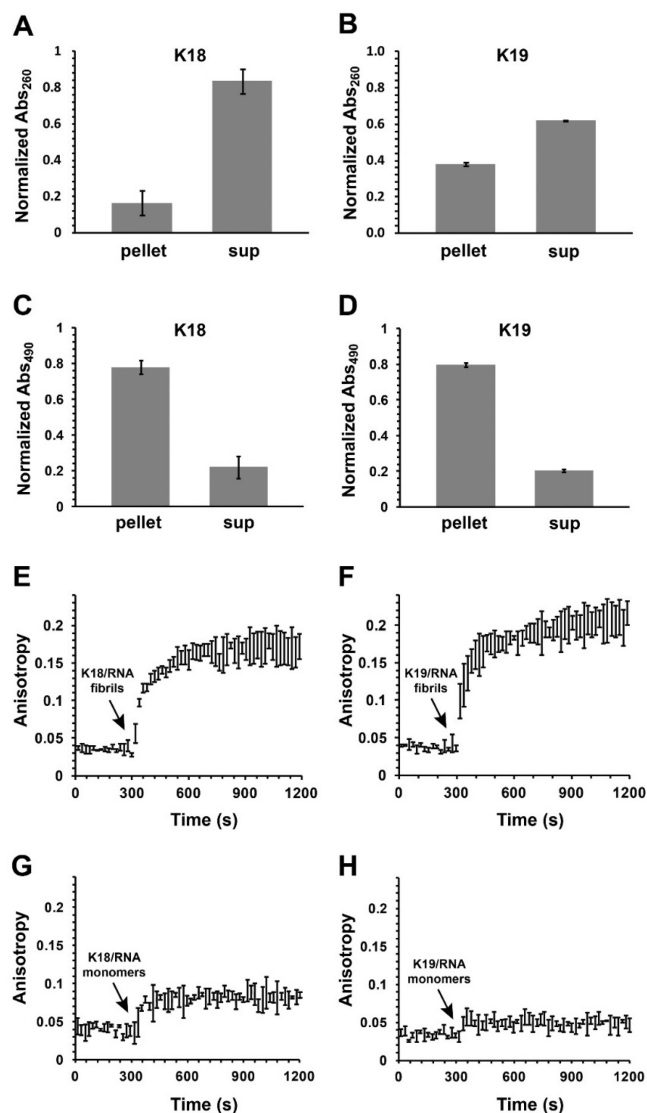 A
K18
Normalized Abs260
1
0.8
0.6
0.4
0.2
0
pellet sup
B
K19
Normalized Abs260
1
0.8
0.6
0.4
0.2
0.0
pellet sup
C
K18
Normalized Abs490
1
0.8
0.6
0.4
0.2
0
pellet sup
D
K19
Normalized Abs490
1
0.8
0.6
0.4
0.2
0
pellet sup
E
Anisotropy
0.2
0.15
0.1
0.05
0
K18/RNA
fibrils
0 300 600 900 1200
Time (s)
F
Anisotropy
0.2
0.15
0.1
0.05
0
K19/RNA
fibrils
0 300 600 900 1200
Time (s)
G
Anisotropy
0.2
0.15
0.1
0.05
0
K18/RNA
monomers
0 300 600 900 1200
Time (s)
H
Anisotropy
0.2
0.15
0.1
0.05
0
K19/RNA
monomers
0 300 600 900 1200
Time (s)